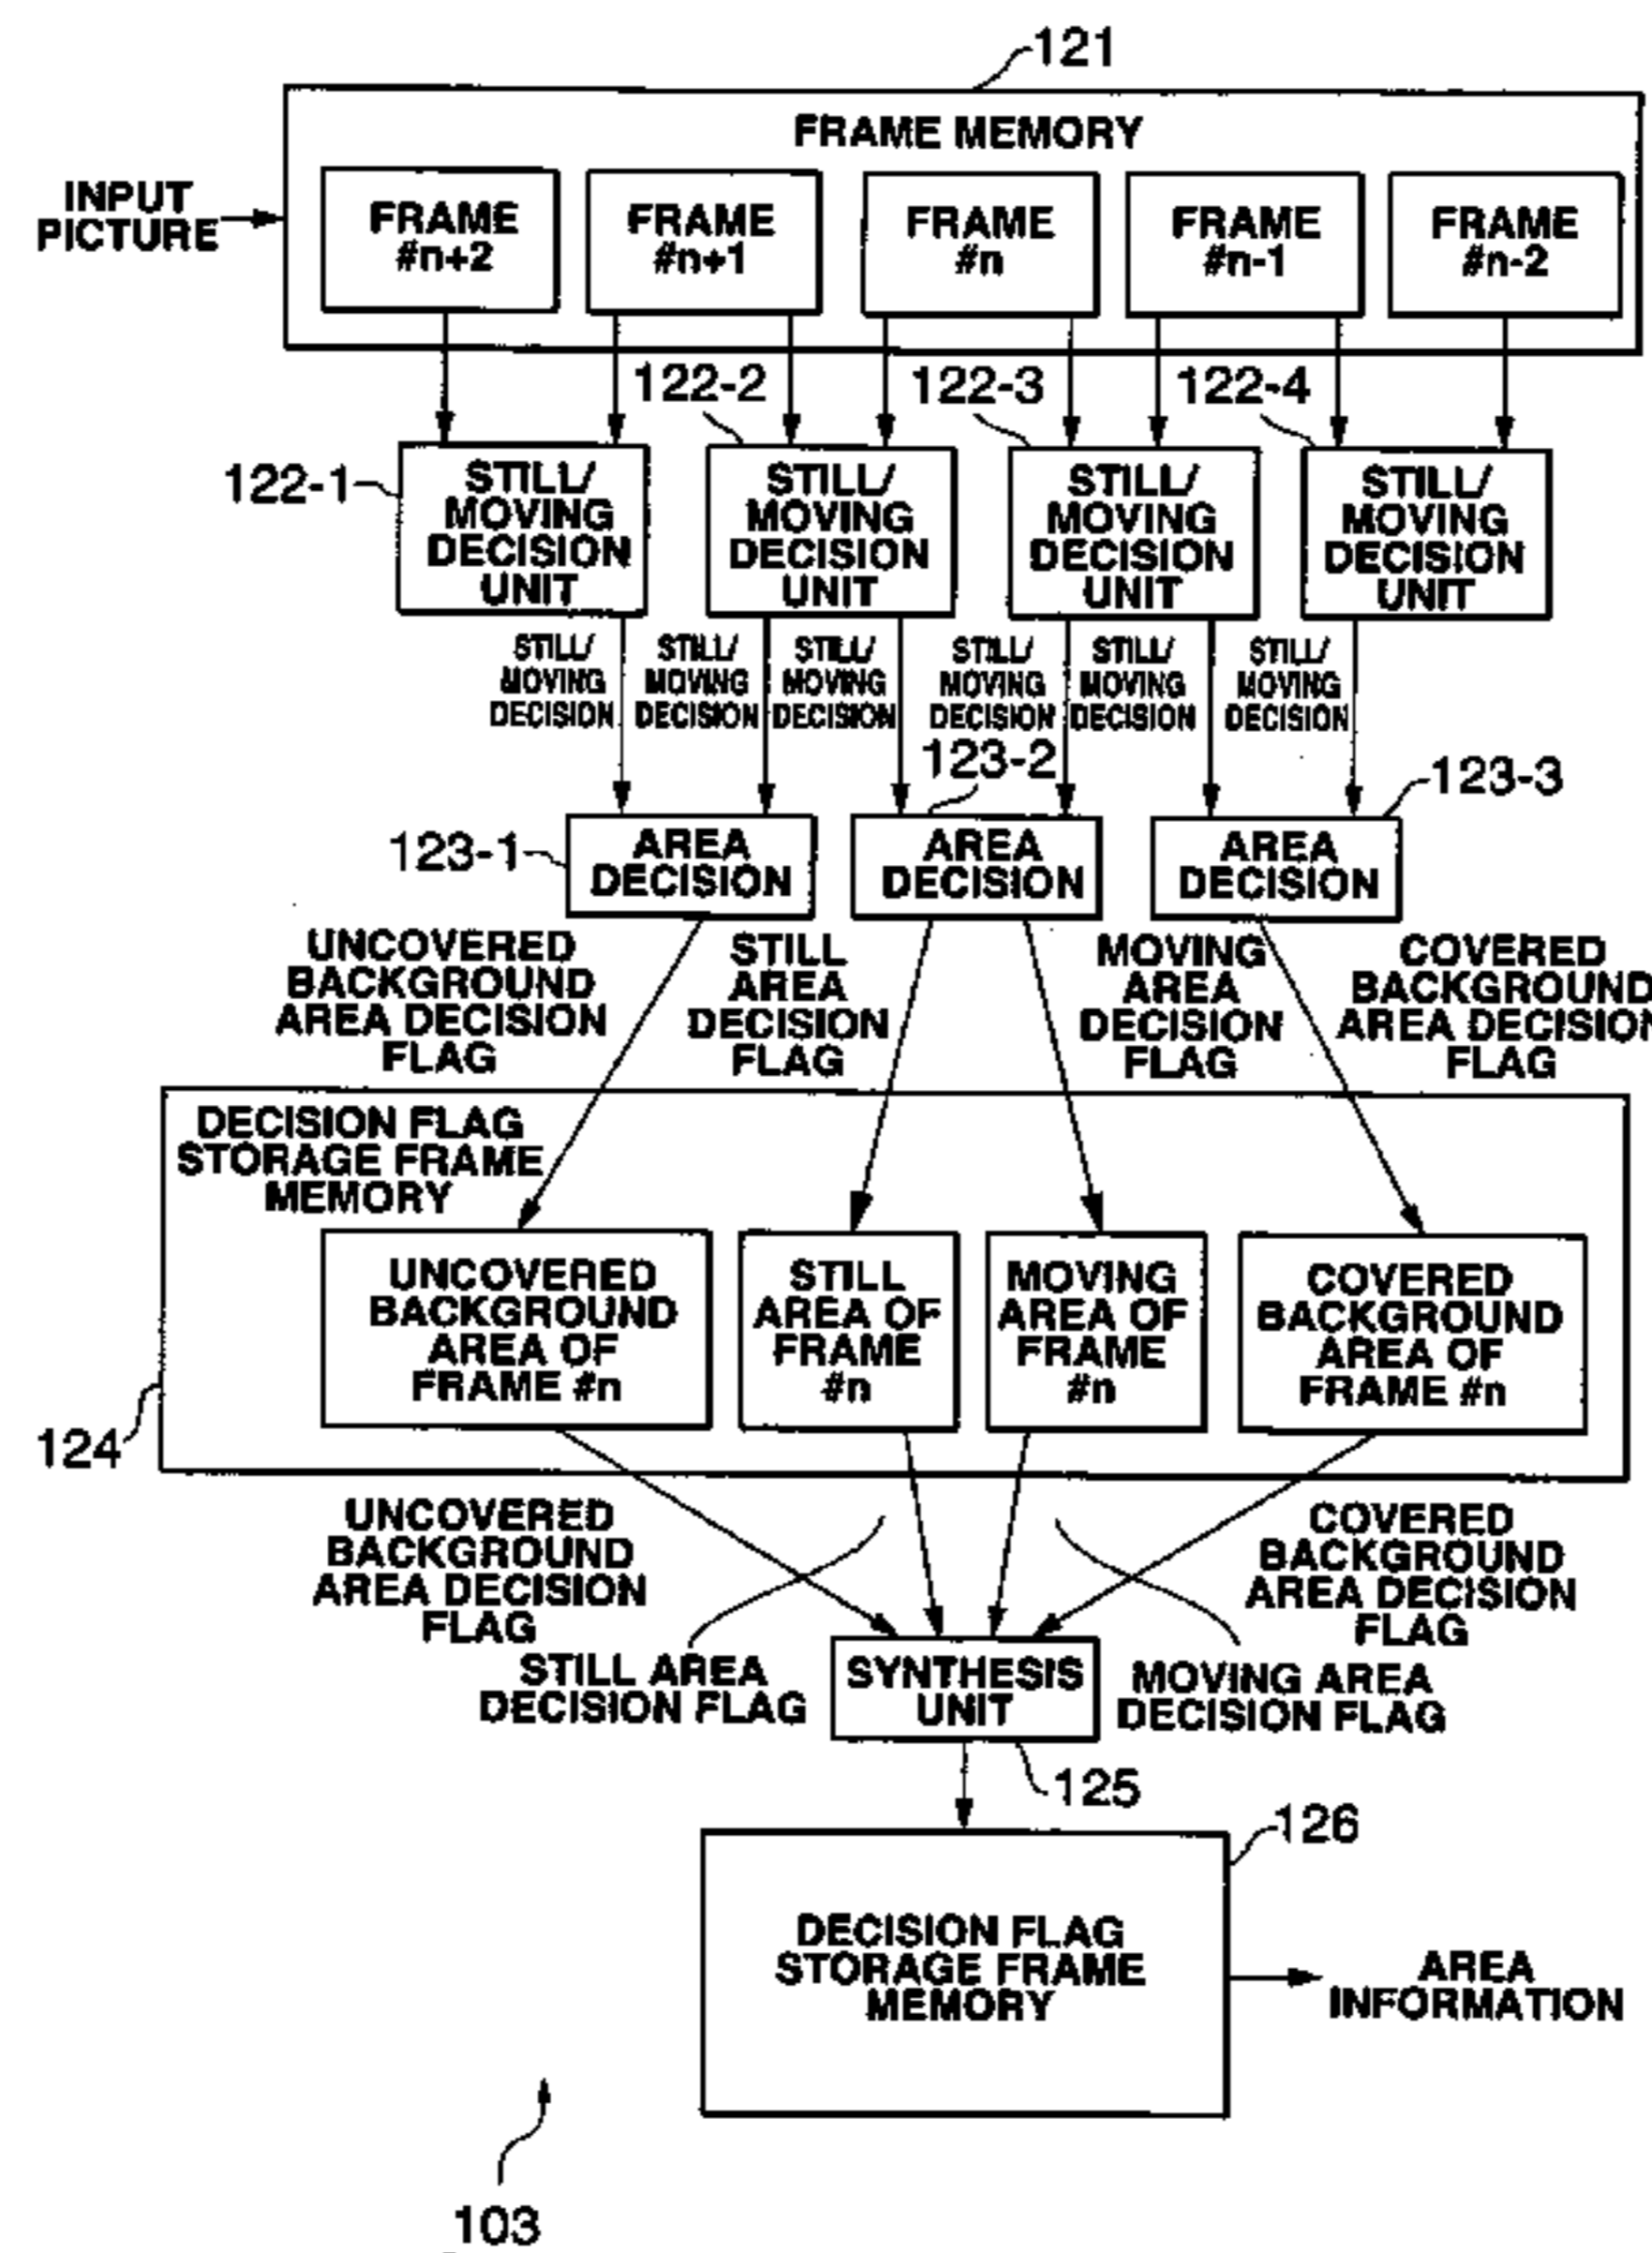 121
FRAME MEMORY
INPUT
PICTURE
FRAME
#n+2
FRAME
#n+1
FRAME
#n
FRAME
#n-1
FRAME
#n-2
122-2
122-3
122-4
122-1
STILL/
MOVING
DECISION
UNIT
STILL/
MOVING
DECISION
UNIT
STILL/
MOVING
DECISION
UNIT
STILL/
MOVING
DECISION
UNIT
STILL/
MOVING
DECISION
STILL/
MOVING
DECISION
STILL/
MOVING
DECISION
STILL/
MOVING
DECISION
STILL/
MOVING
DECISION
STILL/
MOVING
DECISION
123-2
123-3
123-1
AREA
DECISION
AREA
DECISION
AREA
DECISION
UNCOVERED
BACKGROUND
AREA DECISION
FLAG
STILL
AREA
DECISION
FLAG
MOVING
AREA
DECISION
FLAG
COVERED
BACKGROUND
AREA DECISION
FLAG
DECISION FLAG
STORAGE FRAME
MEMORY
UNCOVERED
BACKGROUND
AREA OF
FRAME #n
STILL
AREA OF
FRAME
#n
MOVING
AREA OF
FRAME
#n
COVERED
BACKGROUND
AREA OF
FRAME #n
124
UNCOVERED
BACKGROUND
AREA DECISION
FLAG
COVERED
BACKGROUND
AREA DECISION
FLAG
STILL AREA
DECISION FLAG
SYNTHESIS
UNIT
MOVING AREA
DECISION FLAG
125
126
DECISION FLAG
STORAGE FRAME
MEMORY
AREA
INFORMATION
103